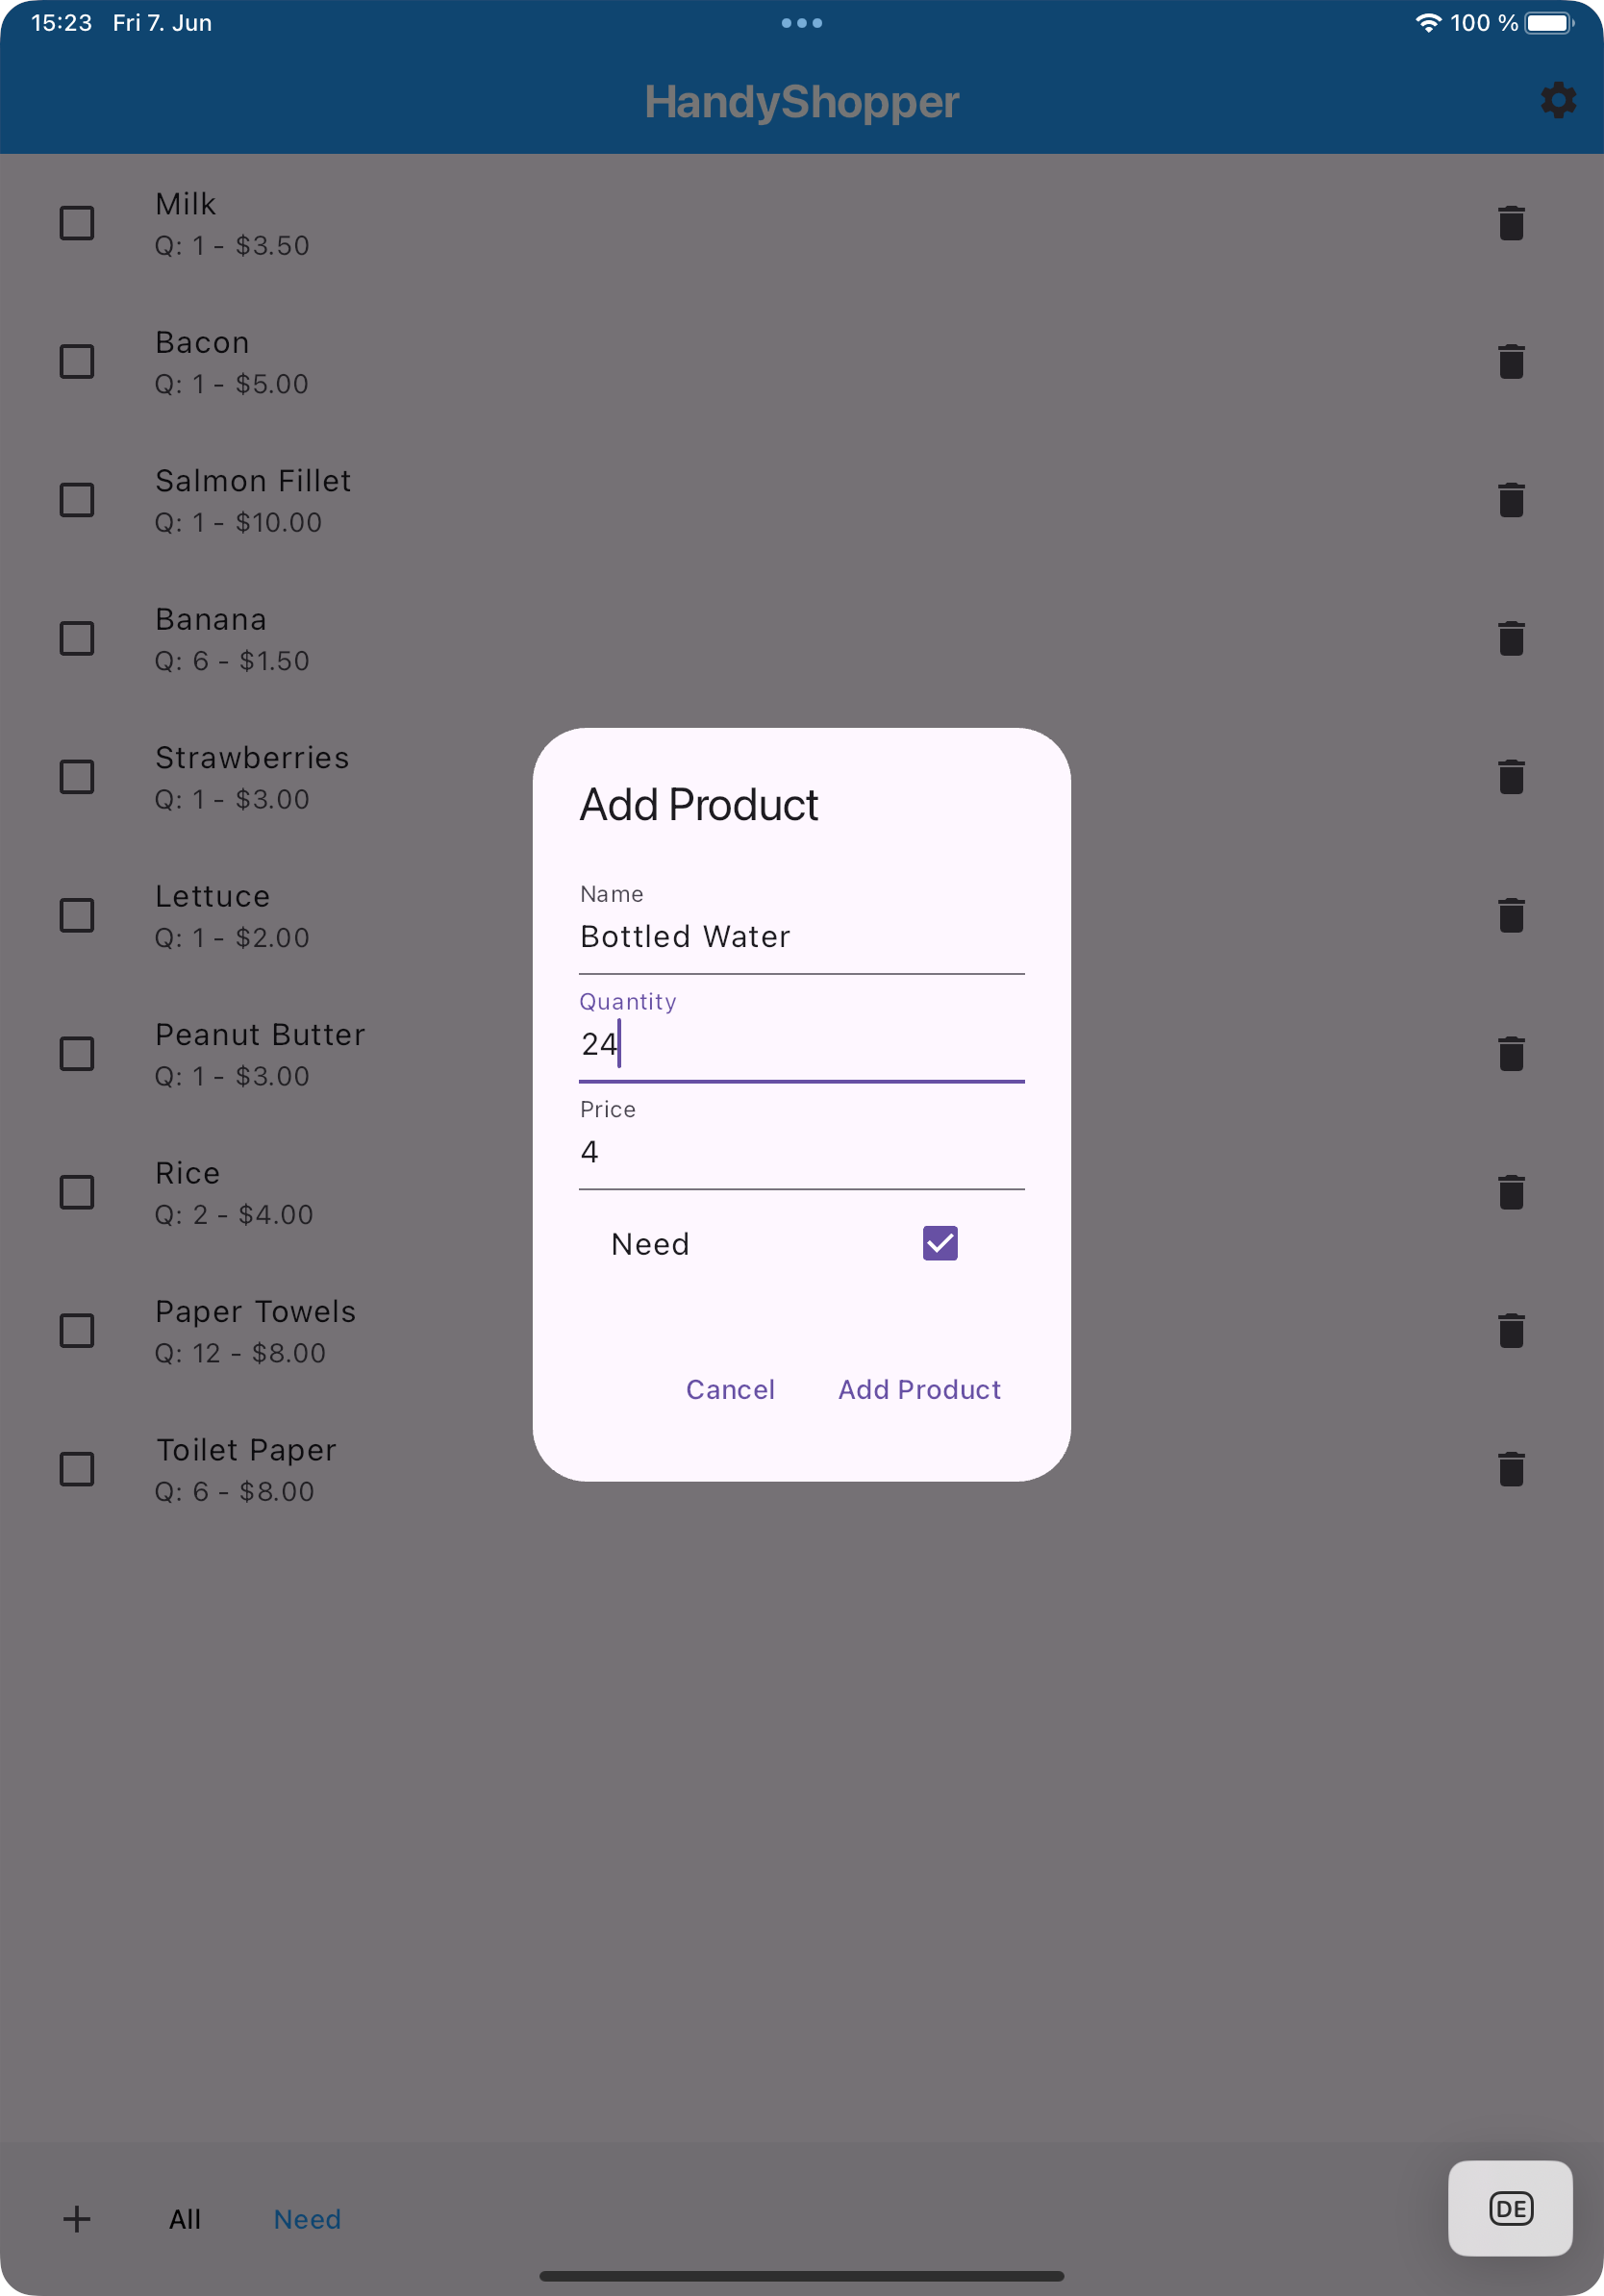 15:23 Fri 7. Jun
100 %
HandyShopper
Milk
Q: 1 - $3.50
Bacon
Q: 1 - $5.00
Salmon Fillet
Q: 1 - $10.00
Banana
Q: 6 - $1.50
Strawberries
Q: 1 - $3.00
Lettuce
Q: 1 - $2.00
Peanut Butter
Q: 1 - $3.00
Rice
Q: 2 - $4.00
Paper Towels
Q: 12 - $8.00
Toilet Paper
Q: 6 - $8.00
Add Product
Name
Bottled Water
Quantity
24
Price
4
Need
Cancel Add Product
All Need
DE